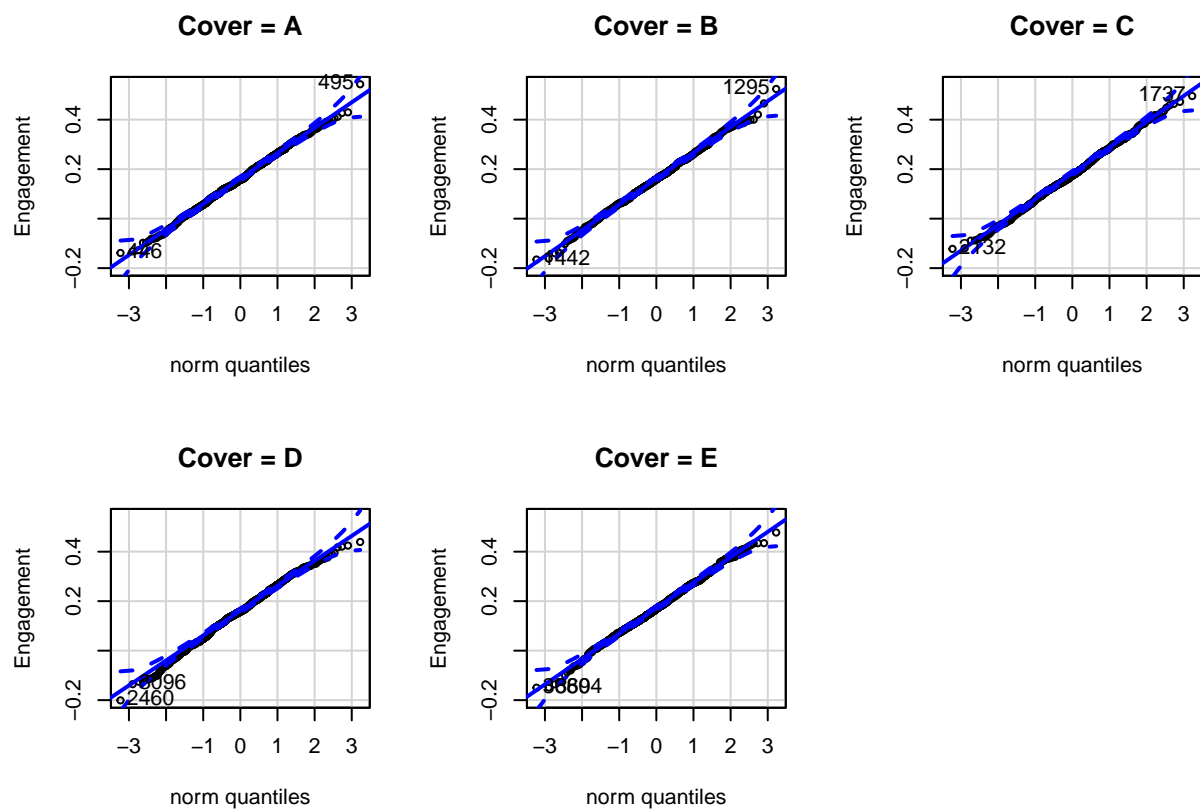 Cover = A
Engagement
0.4
0.2
−0.2
495
446
−3 −1 0 1 2 3
norm quantiles
Cover = B
Engagement
0.4
0.2
−0.2
1295
1442
−3 −1 0 1 2 3
norm quantiles
Cover = C
Engagement
0.4
0.2
−0.2
1737
−3 −1 0 1 2 3
norm quantiles
Cover = D
Engagement
0.4
0.2
−0.2
3096
2460
−3 −1 0 1 2 3
norm quantiles
Cover = E
Engagement
0.4
0.2
−0.2
−3 −1 0 1 2 3
norm quantiles